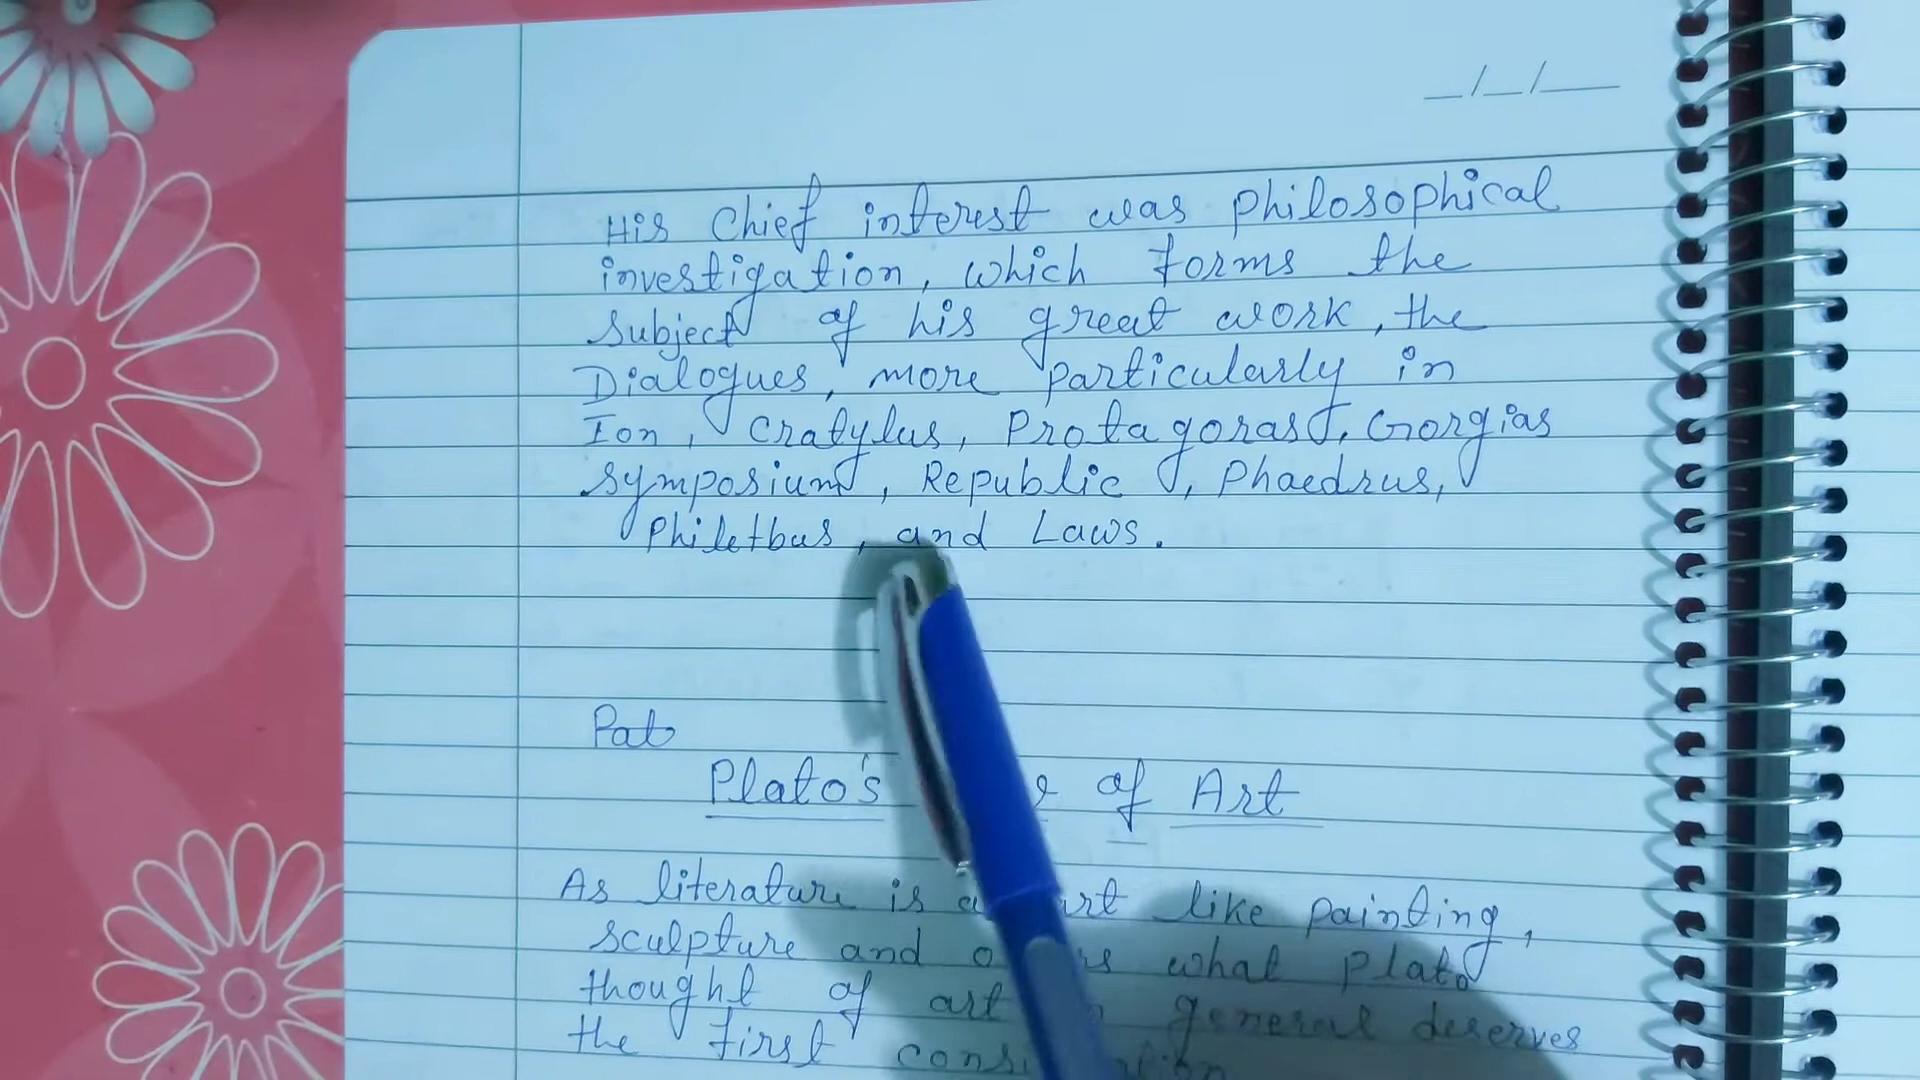 _/_/__
His Chief interest was Philosophical
investigation, which forms the
Subject of his great work, the
Dialogues, more particularly in
Ion, Cratylus, Protagoras, Gorgias
Symposium, Republic, Phaedrus,
Philetbus, and Laws.
Pat
Plato's of Art
As literature is like painting,
sculpture and what Plato
thought of art general deserves
the first